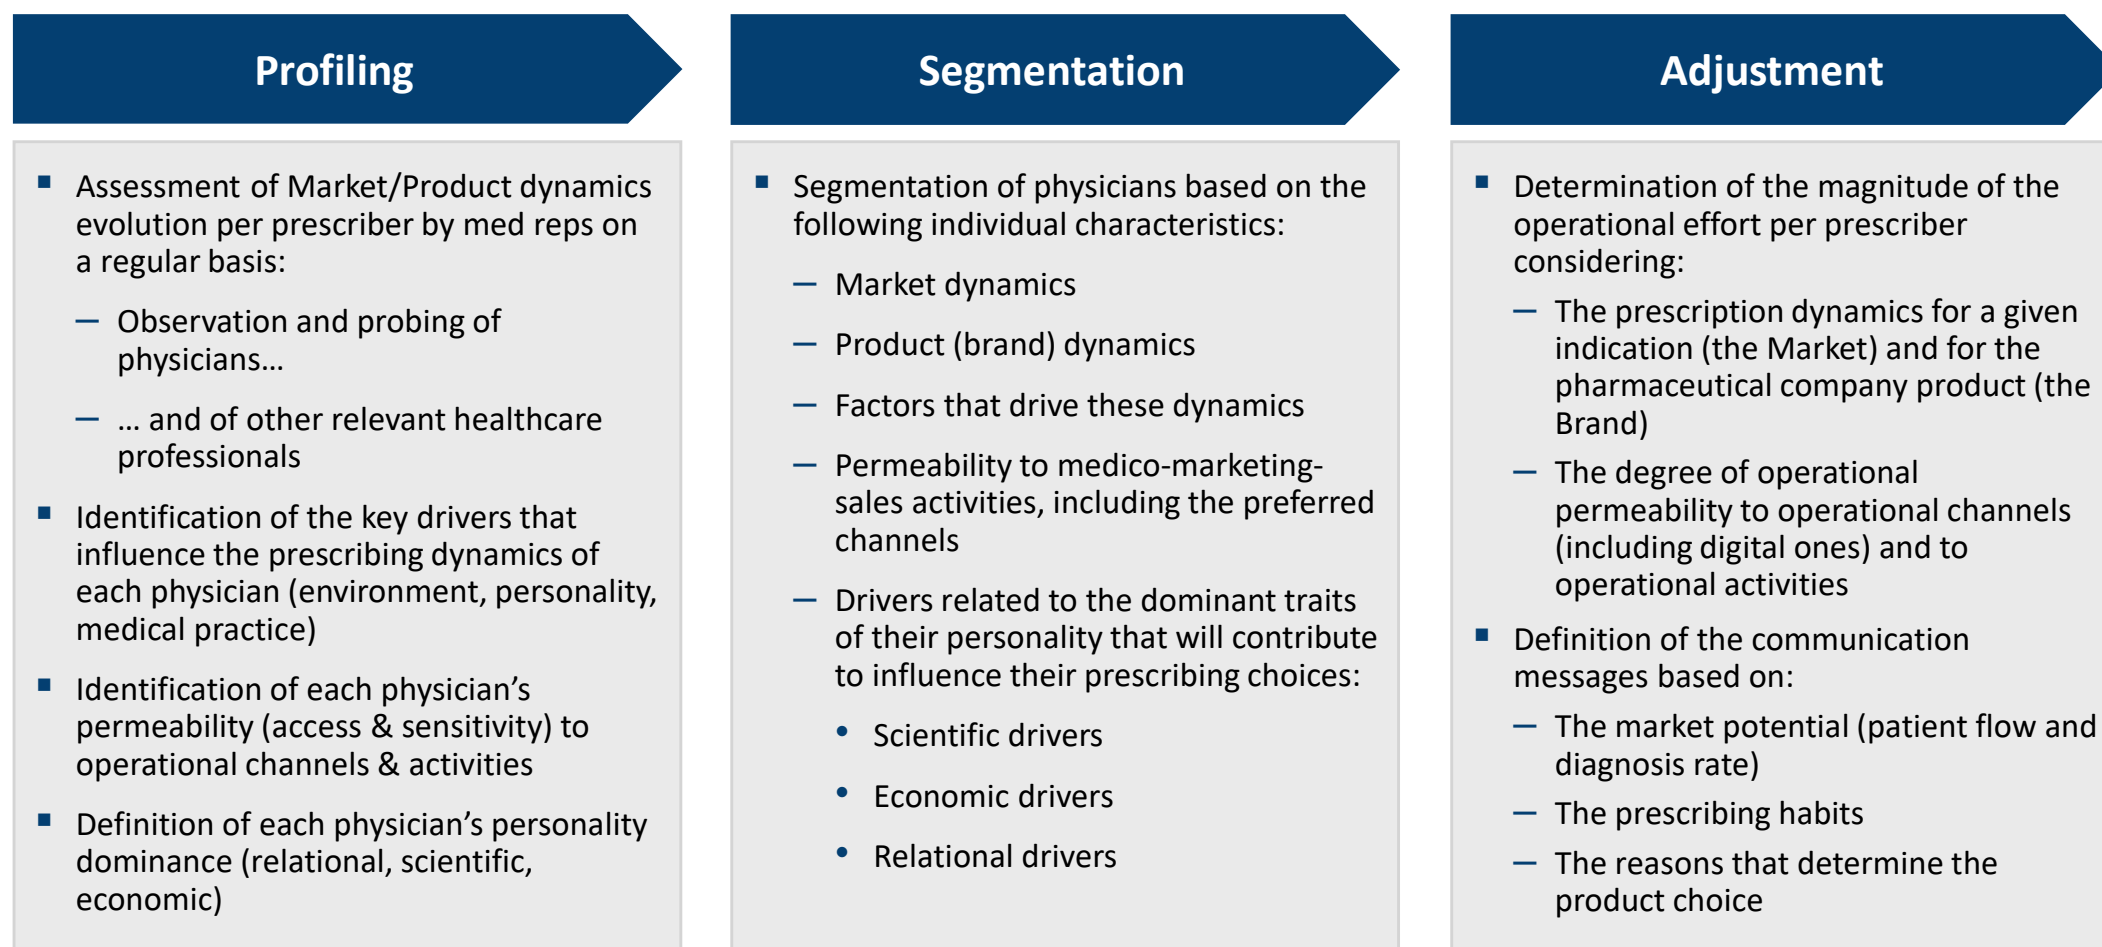 Profiling
▪ Assessment of Market/Product dynamics
evolution per prescriber by med reps on
a regular basis:
– Observation and probing of
physicians…
– … and of other relevant healthcare
professionals
▪ Identification of the key drivers that
influence the prescribing dynamics of
each physician (environment, personality,
medical practice)
▪ Identification of each physician’s
permeability (access & sensitivity) to
operational channels & activities
▪ Definition of each physician’s personality
dominance (relational, scientific,
economic)
Segmentation
▪ Segmentation of physicians based on the
following individual characteristics:
– Market dynamics
– Product (brand) dynamics
– Factors that drive these dynamics
– Permeability to medico-marketing-
sales activities, including the preferred
channels
– Drivers related to the dominant traits
of their personality that will contribute
to influence their prescribing choices:
• Scientific drivers
• Economic drivers
• Relational drivers
Adjustment
▪ Determination of the magnitude of the
operational effort per prescriber
considering:
– The prescription dynamics for a given
indication (the Market) and for the
pharmaceutical company product (the
Brand)
– The degree of operational
permeability to operational channels
(including digital ones) and to
operational activities
▪ Definition of the communication
messages based on:
– The market potential (patient flow and
diagnosis rate)
– The prescribing habits
– The reasons that determine the
product choice